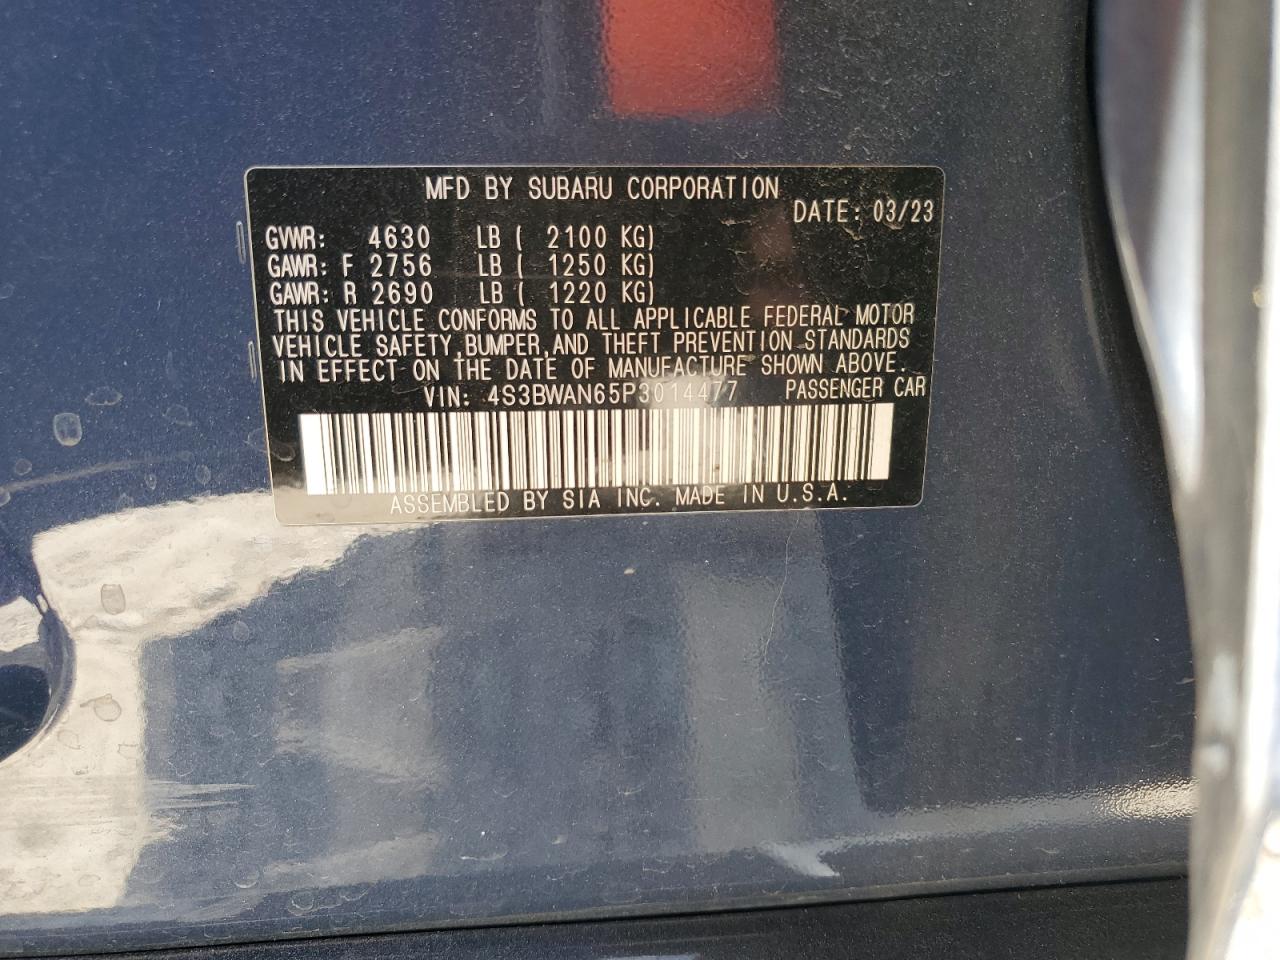 MFD BY SUBARU CORPORATION
DATE: 03/23
GVWR: 4630 LB ( 2100 KG)
GAWR: F 2756 LB ( 1250 KG)
GAWR: R 2690 LB ( 1220 KG)
THIS VEHICLE CONFORMS TO ALL APPLICABLE FEDERAL MOTOR
VEHICLE SAFETY, BUMPER, AND THEFT PREVENTION STANDARDS
IN EFFECT ON THE DATE OF MANUFACTURE SHOWN ABOVE.
VIN: 4S3BWAN65P3014477 PASSENGER CAR
ASSEMBLED BY SIA INC. MADE IN U.S.A.